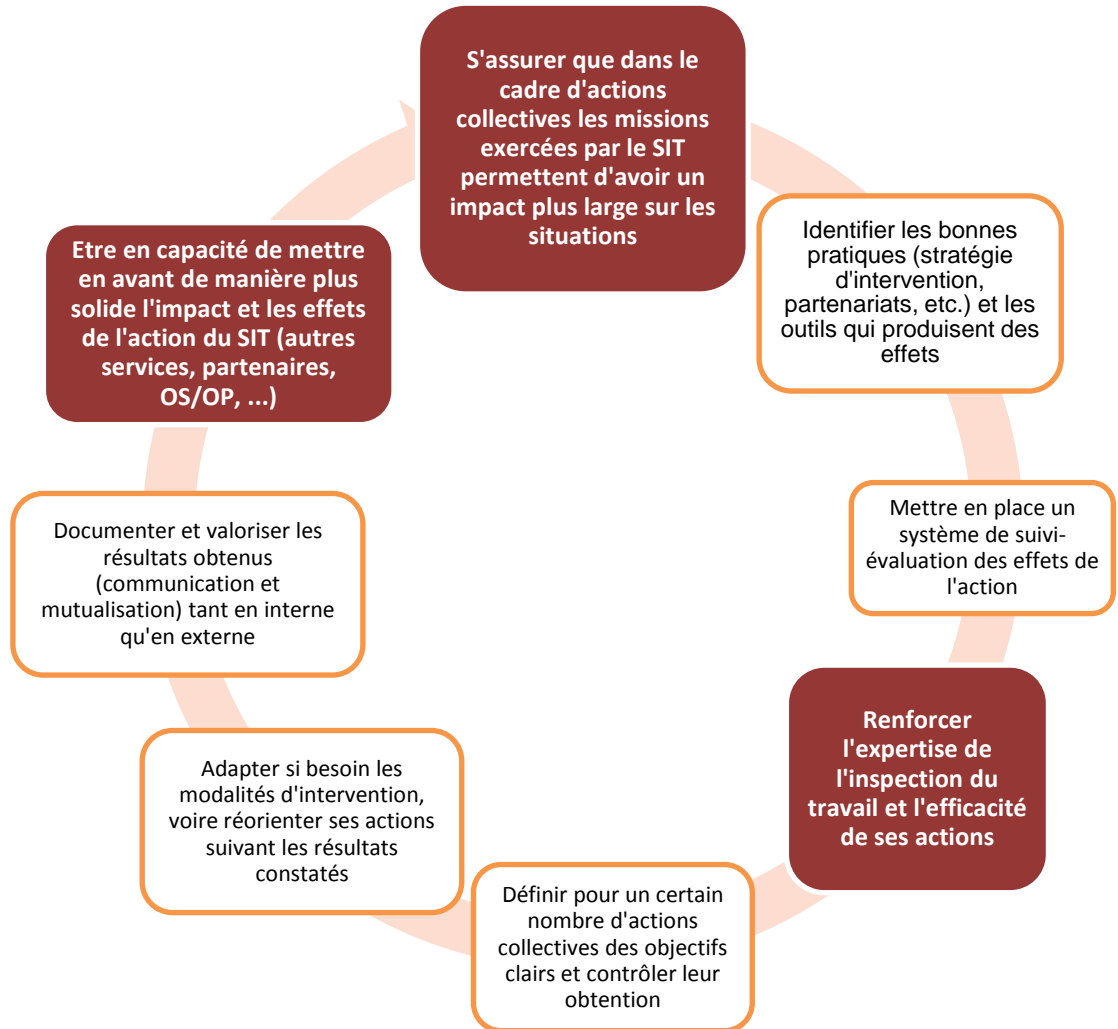 S'assurer que dans le
cadre d'actions
collectives les missions
exercées par le SIT
permettent d'avoir un
impact plus large sur les
situations
Identifier les bonnes
pratiques (stratégie
d'intervention,
partenariats, etc.) et les
outils qui produisent des
effets
Mettre en place un
système de suivi-
évaluation des effets de
l'action
Renforcer
l'expertise de
l'inspection du
travail et l'efficacité
de ses actions
Définir pour un certain
nombre d'actions
collectives des objectifs
clairs et contrôler leur
obtention
Adapter si besoin les
modalités d'intervention,
voire réorienter ses actions
suivant les résultats
constatés
Documenter et valoriser les
résultats obtenus
(communication et
mutualisation) tant en interne
qu'en externe
Etre en capacité de mettre
en avant de manière plus
solide l'impact et les effets
de l'action du SIT (autres
services, partenaires,
OS/OP, ...)